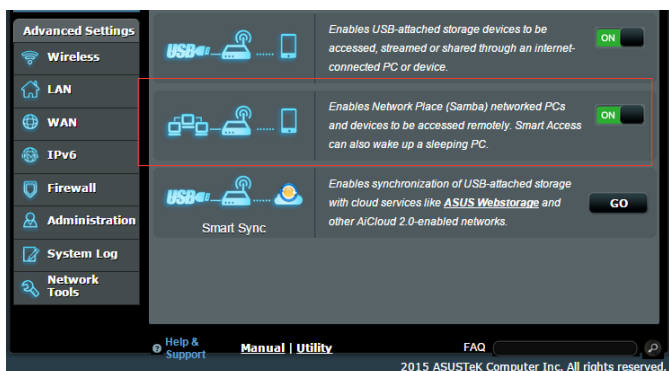 Advanced Settings
Wireless
LAN
WAN
IPv6
Firewall
Administration
System Log
Network
Tools
USB
Enables USB-attached storage devices to be
accessed, streamed or shared through an internet-
connected PC or device.
ON
Enables Network Place (Samba) networked PCs
and devices to be accessed remotely. Smart Access
can also wake up a sleeping PC.
ON
USB
Smart Sync
Enables synchronization of USB-attached storage
with cloud services like ASUS Webstorage and
other AiCloud 2.0-enabled networks.
GO
Help &
Support
Manual | Utility
FAQ
2015 ASUSTeK Computer Inc. All rights reserved.